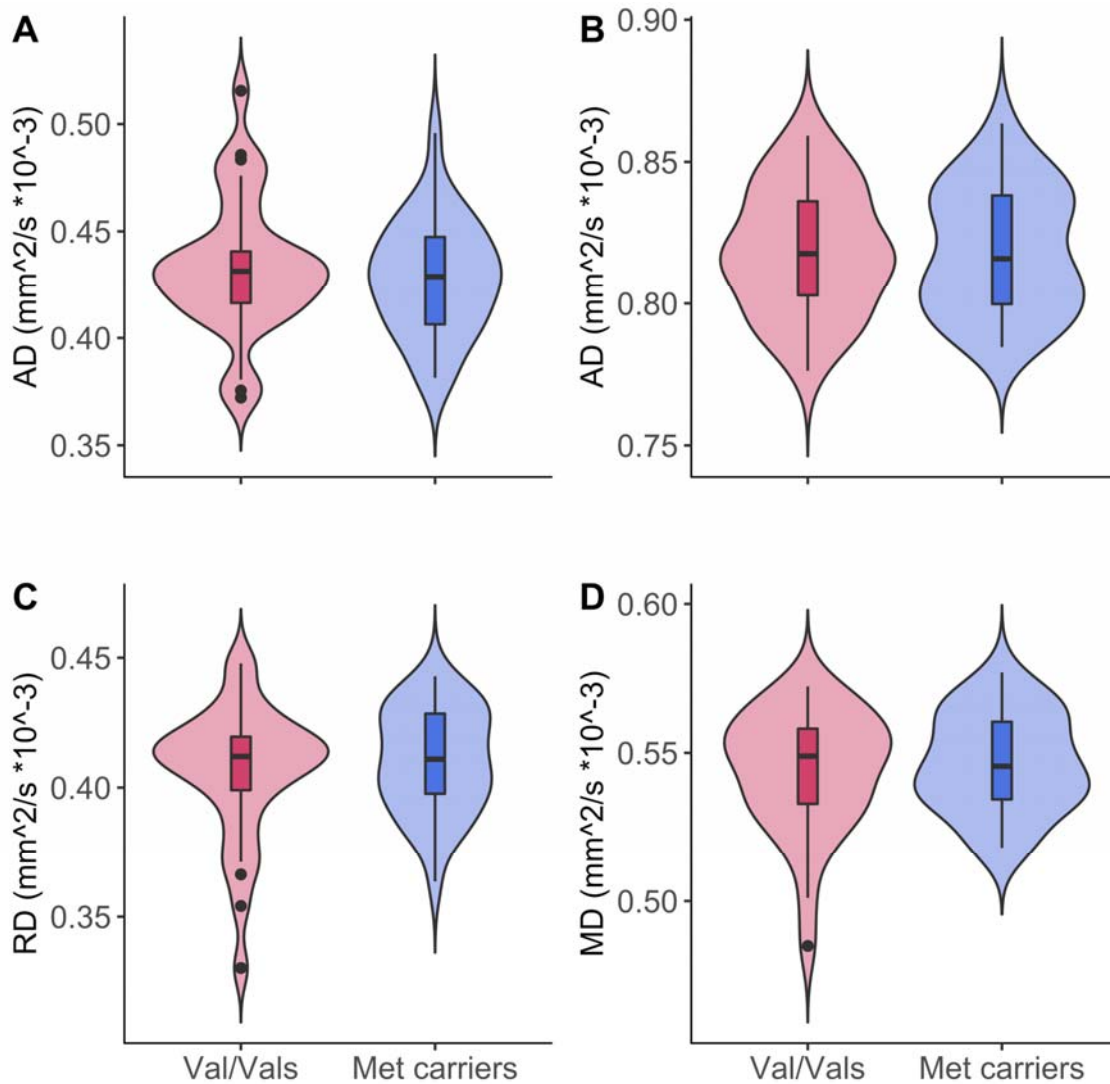 A
B
AD (mm^2/s *10^-3)
0.50
0.45
0.40
0.35
AD (mm^2/s *10^-3)
0.90
0.85
0.80
0.75
C
D
RD (mm^2/s *10^-3)
0.45
0.40
0.35
MD (mm^2/s *10^-3)
0.60
0.55
0.50
Val/Vals Met carriers
Val/Vals Met carriers